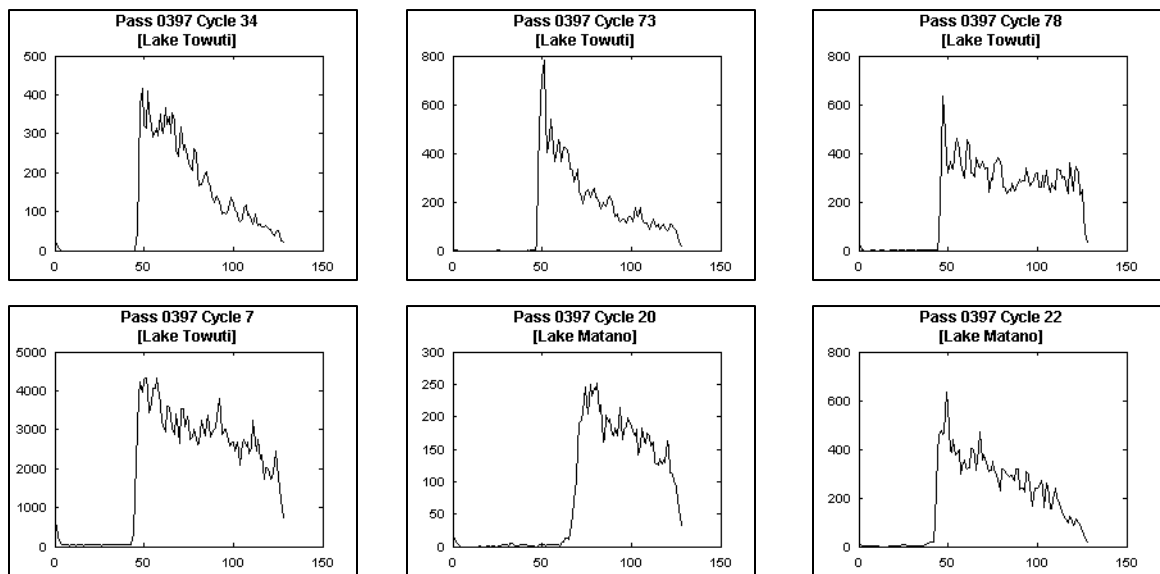 Pass 0397 Cycle 34
[Lake Towuti]
500
400
300
200
100
0
0 50 100 150
Pass 0397 Cycle 73
[Lake Towuti]
800
600
400
200
0
0 50 100 150
Pass 0397 Cycle 78
[Lake Towuti]
800
600
400
200
0
0 50 100 150
Pass 0397 Cycle 7
[Lake Towuti]
5000
4000
3000
2000
1000
0
0 50 100 150
Pass 0397 Cycle 20
[Lake Matano]
300
250
200
150
100
50
0
0 50 100 150
Pass 0397 Cycle 22
[Lake Matano]
800
600
400
200
0
0 50 100 150